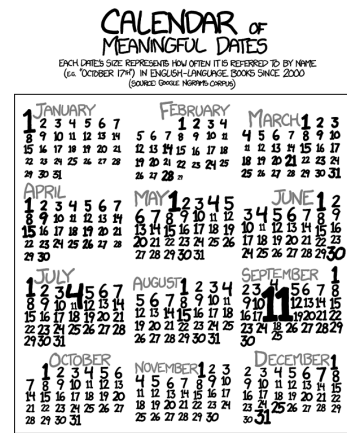 CALENDAR OF
MEANINGFUL DATES
EACH DATE'S SIZE REPRESENTS HOW OFTEN IT IS REFERRED TO BY NAME
(E.G. "OCTOBER 17TH") IN ENGLISH-LANGUAGE BOOKS SINCE 2000
(SOURCE: GOOGLE NGRAMS CORPUS)
JANUARY
1 2 3 4 5 6 7
8 9 10 11 12 13 14
15 16 17 18 19 20 21
22 23 24 25 26 27 28
29 30 31
FEBRUARY
1 2 3 4
5 6 7 8 9 10 11
12 13 14 15 16 17 18
19 20 21 22 23 24 25
26 27 28 29
MARCH 1 2 3
4 5 6 7 8 9 10
11 12 13 14 15 16 17
18 19 20 21 22 23 24
25 26 27 28 29 30 31
APRIL
1 2 3 4 5 6 7
8 9 10 11 12 13 14
15 16 17 18 19 20 21
22 23 24 25 26 27 28
29 30
MAY 1 2 3 4 5
6 7 8 9 10 11 12
13 14 15 16 17 18 19
20 21 22 23 24 25 26
27 28 29 30 31
JUNE 1 2
3 4 5 6 7 8 9
10 11 12 13 14 15 16
17 18 19 20 21 22 23
24 25 26 27 28 29 30
JULY
1 2 3 4 5 6 7
8 9 10 11 12 13 14
15 16 17 18 19 20 21
22 23 24 25 26 27 28
29 30 31
AUGUST 1 2 3 4
5 6 7 8 9 10 11
12 13 14 15 16 17 18
19 20 21 22 23 24 25
26 27 28 29 30 31
SEPTEMBER 1
2 3 4 5 6 7 8
9 10 11 12 13 14 15
16 17 18 19 20 21 22
23 24 25 26 27 28 29
30
OCTOBER
1 2 3 4 5 6
7 8 9 10 11 12 13
14 15 16 17 18 19 20
21 22 23 24 25 26 27
28 29 30 31
NOVEMBER 1 2 3
4 5 6 7 8 9 10
11 12 13 14 15 16 17
18 19 20 21 22 23 24
25 26 27 28 29 30
DECEMBER 1
2 3 4 5 6 7 8
9 10 11 12 13 14 15
16 17 18 19 20 21 22
23 24 25 26 27 28 29
30 31